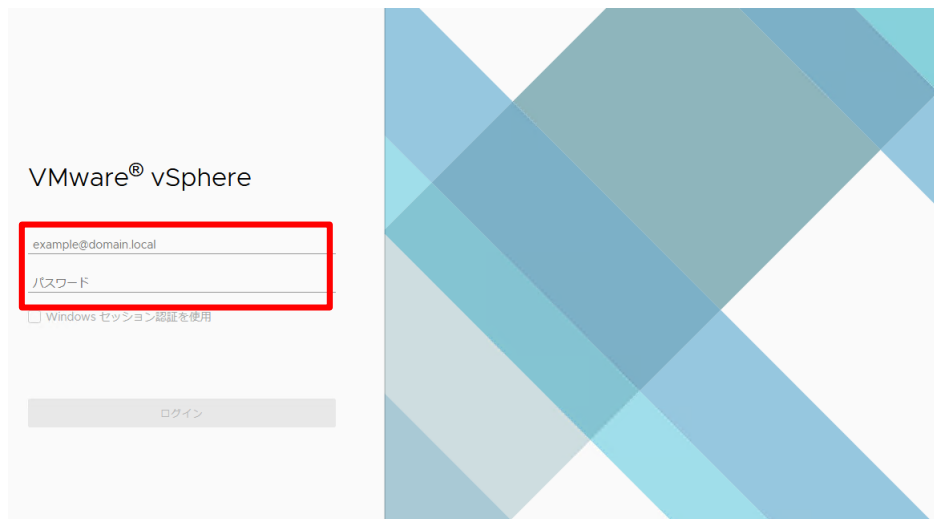 VMware® vSphere
example@domain.local
パスワード
Windows セッション認証を使用
ログイン